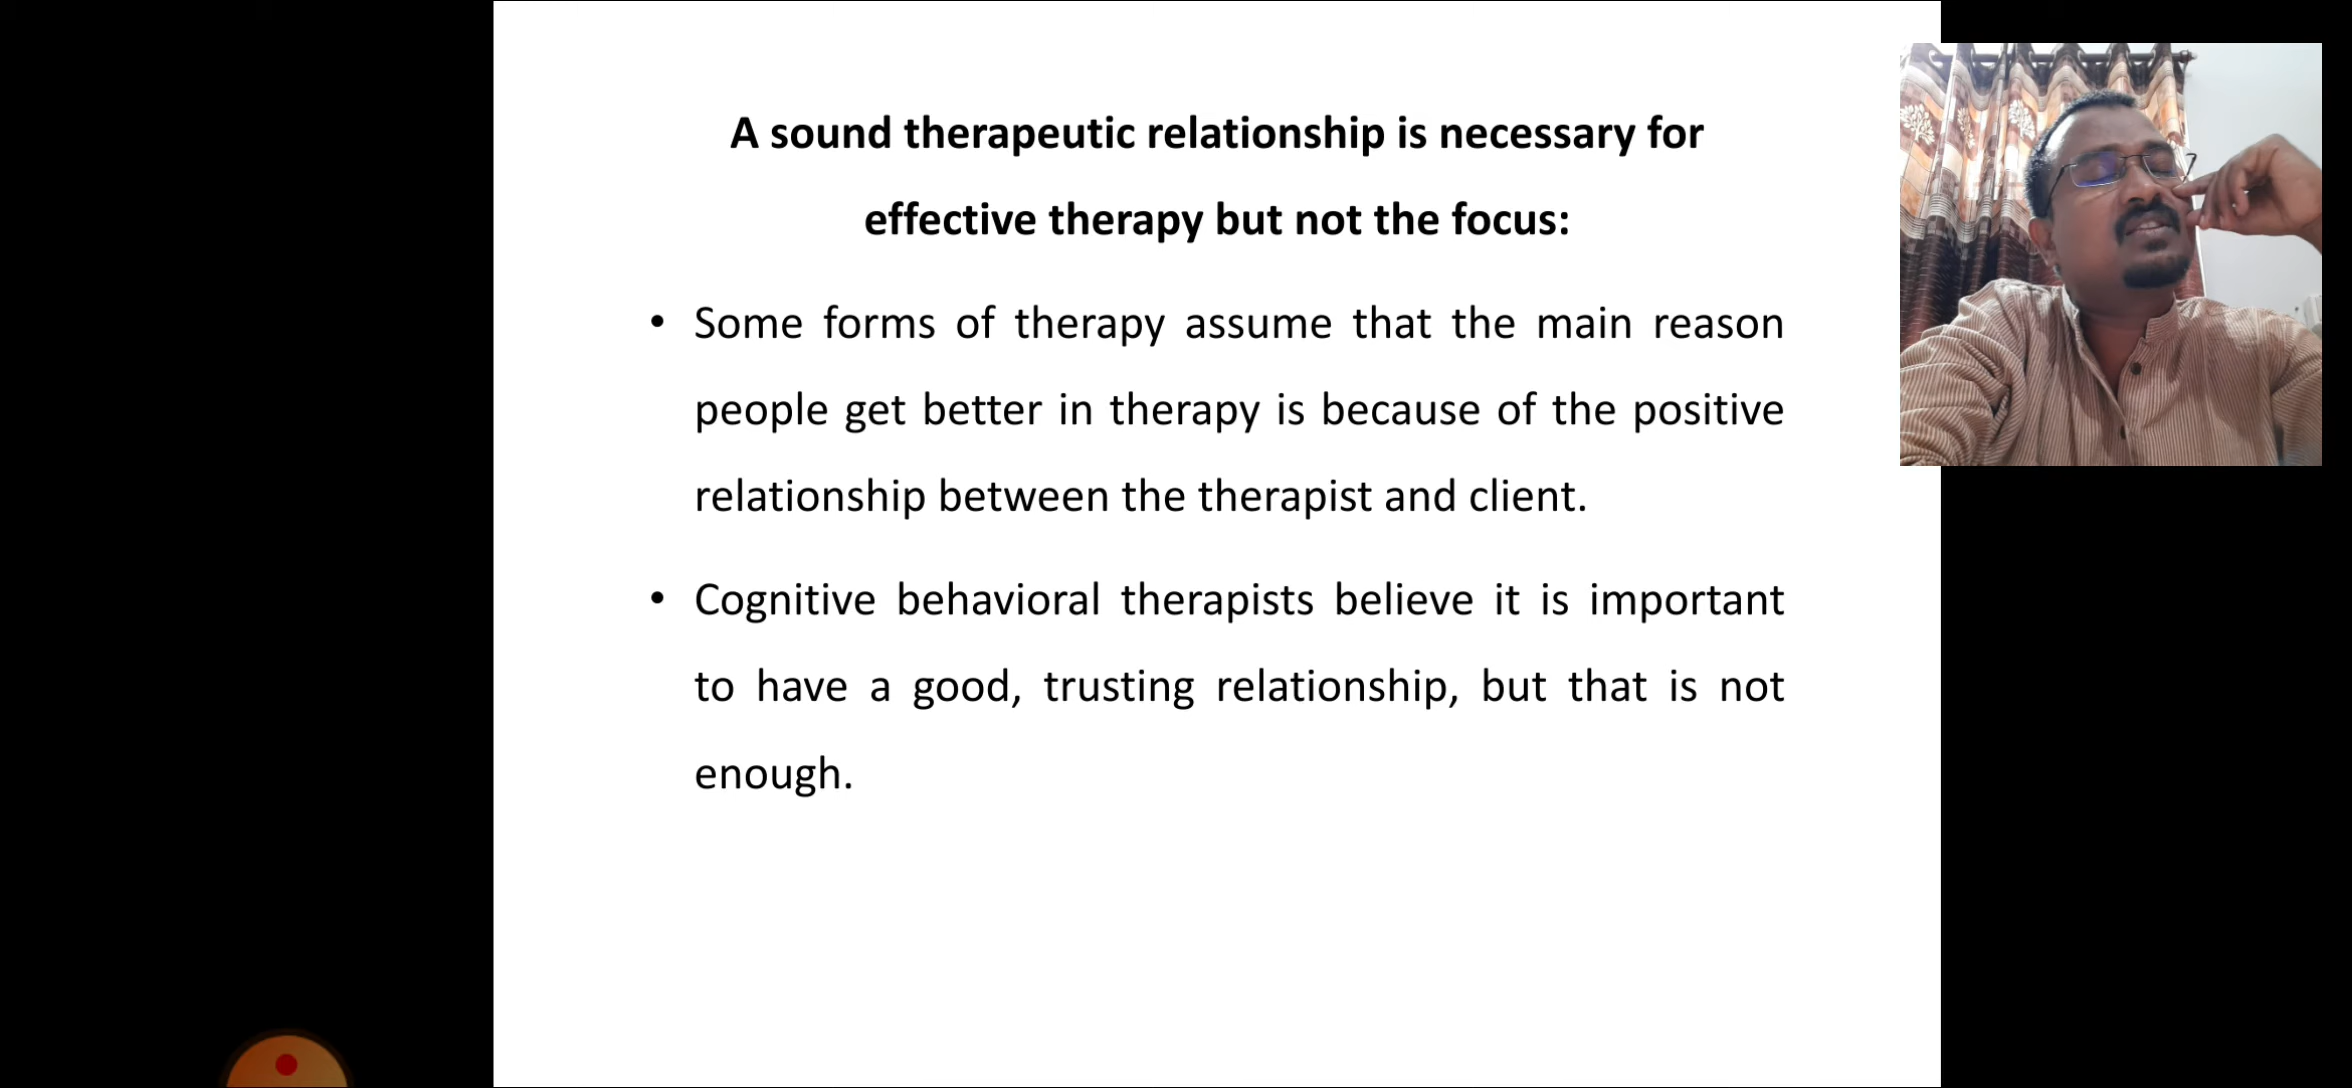 A sound therapeutic relationship is necessary for
effective therapy but not the focus:
• Some forms of therapy assume that the main reason
people get better in therapy is because of the positive
relationship between the therapist and client.
• Cognitive behavioral therapists believe it is important
to have a good, trusting relationship, but that is not
enough.